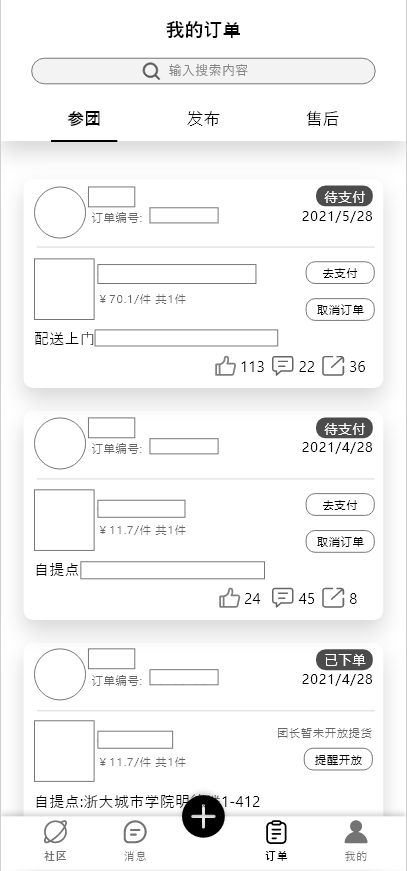 我的订单
输入搜索内容
参团 发布 售后
待支付
订单编号: 2021/5/28
去支付
￥70.1/件 共1件
取消订单
配送上门
113 22 36
待支付
订单编号: 2021/4/28
去支付
￥11.7/件 共1件
取消订单
自提点
24 45 8
已下单
订单编号: 2021/4/28
团长暂未开放提货
￥11.7/件 共1件 提醒开放
自提点:浙大城市学院明 1-412
社区 消息 订单 我的